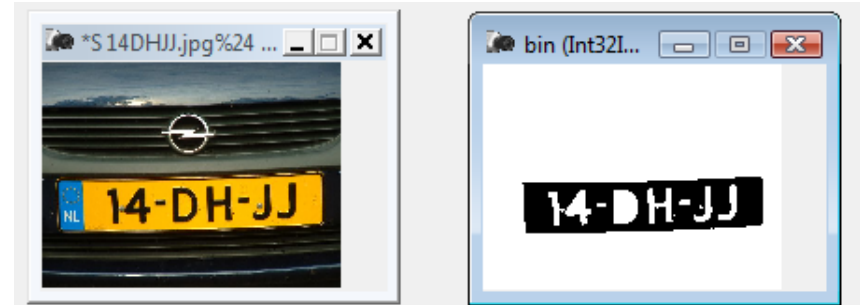 *S 14DHJJ.jpg%24 ...
bin (Int32I...
NL
14-DH-JJ
14-DH-JJ